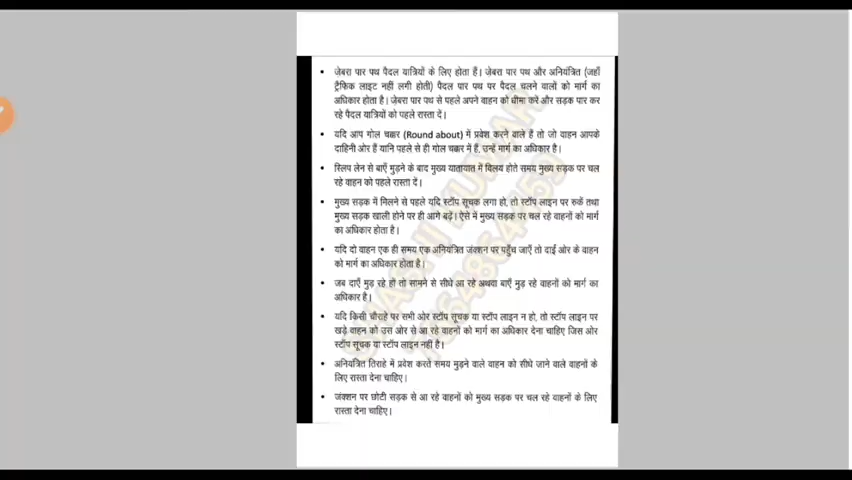 • ज़ेबरा पार पथ पैदल यात्रियों के लिए होता हैं। ज़ेबरा पार पथ और अनियंत्रित (जहाँ
ट्रैफिक लाइट नहीं लगी होती) पैदल पार पथ पर पैदल चलने वालों को मार्ग का
अधिकार होता है। ज़ेबरा पार पथ से पहले अपने वाहन को धीमा करें और सड़क पार कर
रहे पैदल यात्रियों को पहले रास्ता दें।
• यदि आप गोल चक्कर (Round about) में प्रवेश करने वाले हैं तो जो वाहन आपके
दाहिनी ओर हैं यानि पहले से ही गोल चक्कर में हैं, उन्हें मार्ग का अधिकार है।
• स्लिप लेन से बाएँ मुड़ने के बाद मुख्य यातायात में विलय होते समय मुख्य सड़क पर चल
रहे वाहन को पहले रास्ता दें।
• मुख्य सड़क में मिलने से पहले यदि स्टॉप सूचक लगा हो, तो स्टॉप लाइन पर रुकें तथा
मुख्य सड़क खाली होने पर ही आगे बढ़ें। ऐसे में मुख्य सड़क पर चल रहे वाहनों को मार्ग
का अधिकार होता है।
• यदि दो वाहन एक ही समय एक अनियंत्रित जंक्शन पर पहुँच जाएँ तो दाईं ओर के वाहन
को मार्ग का अधिकार होता है।
• जब दाएँ मुड़ रहे हों तो सामने से सीधे आ रहे अथवा बाएँ मुड़ रहे वाहनों को मार्ग का
अधिकार है।
• यदि किसी चौराहे पर सभी ओर स्टॉप सूचक या स्टॉप लाइन न हो, तो स्टॉप लाइन पर
खड़े वाहन को उस ओर से आ रहे वाहनों को मार्ग का अधिकार देना चाहिए जिस ओर
स्टॉप सूचक या स्टॉप लाइन नहीं है।
• अनियंत्रित तिराहे में प्रवेश करते समय मुड़ने वाले वाहन को सीधे जाने वाले वाहनों के
लिए रास्ता देना चाहिए।
• जंक्शन पर छोटी सड़क से आ रहे वाहनों को मुख्य सड़क पर चल रहे वाहनों के लिए
रास्ता देना चाहिए।